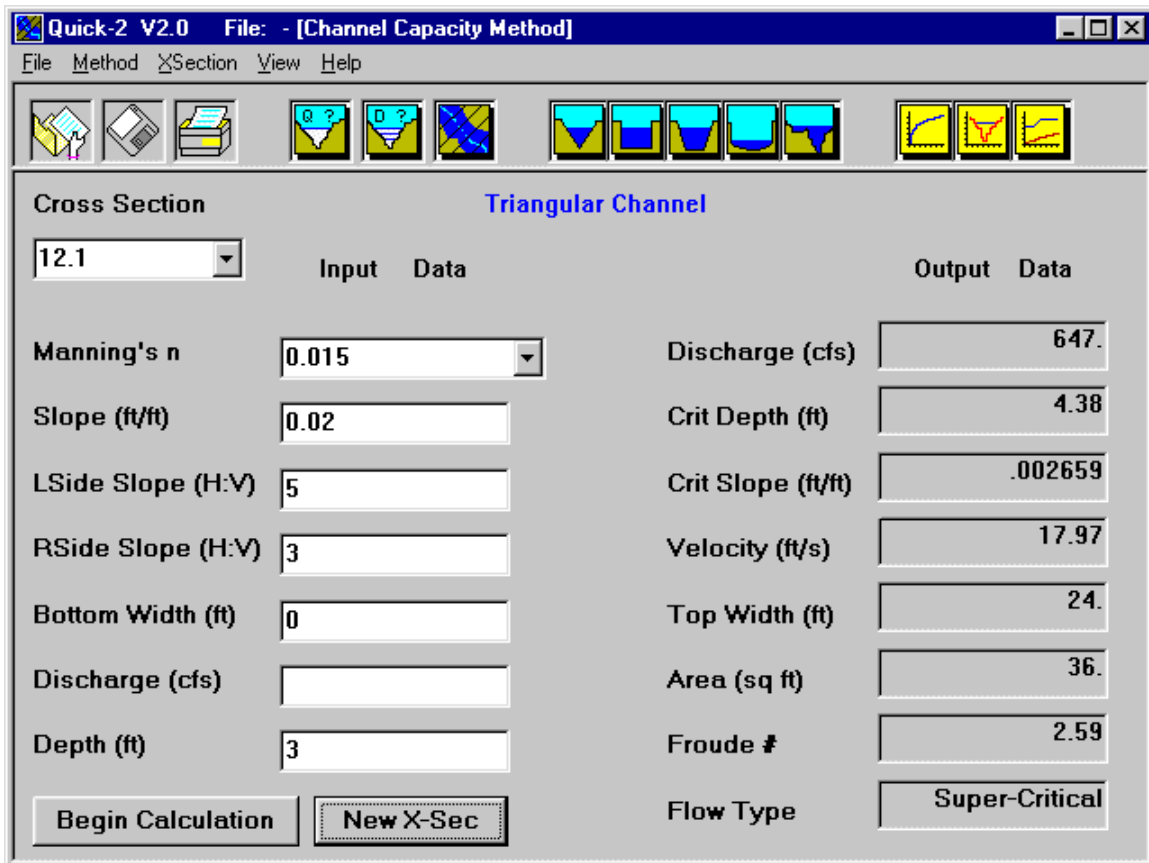 Quick-2 V2.0 File: - [Channel Capacity Method]
File Method XSection View Help
Q ? D ?
Cross Section Triangular Channel
12.1 Input Data Output Data
Manning's n 0.015 Discharge (cfs) 647.
Slope (ft/ft) 0.02 Crit Depth (ft) 4.38
LSide Slope (H:V) 5 Crit Slope (ft/ft) .002659
RSide Slope (H:V) 3 Velocity (ft/s) 17.97
Bottom Width (ft) 0 Top Width (ft) 24.
Discharge (cfs) Area (sq ft) 36.
Depth (ft) 3 Froude # 2.59
Begin Calculation New X-Sec Flow Type Super-Critical